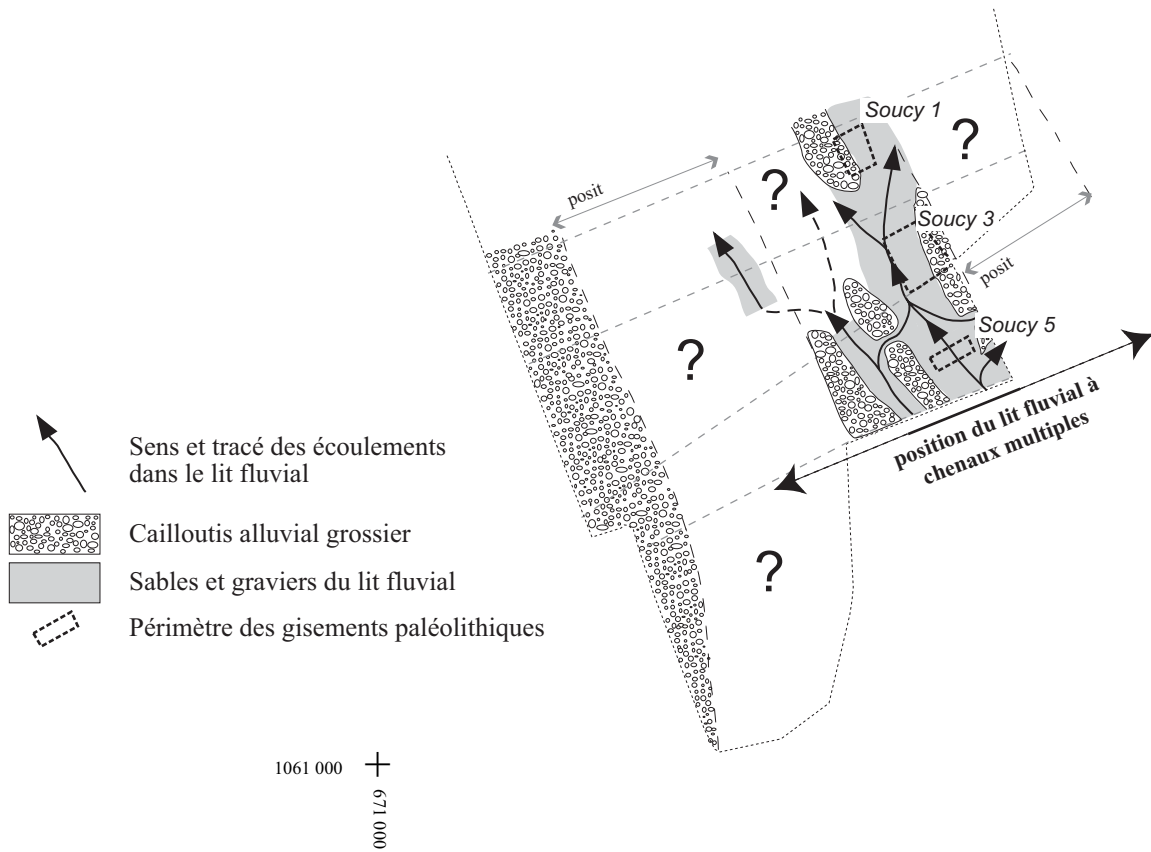 Soucy 1
?
?
posit
Soucy 3
posit
?
Soucy 5
position du lit fluvial à
chenaux multiples
Sens et tracé des écoulements
dans le lit fluvial
Cailloutis alluvial grossier
?
Sables et graviers du lit fluvial
Périmètre des gisements paléolithiques
1061 000
671 000